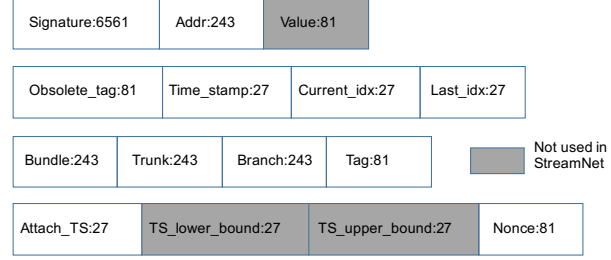 Signature:6561 Addr:243 Value:81
Obsolete_tag:81 Time_stamp:27 Current_idx:27 Last_idx:27
Bundle:243 Trunk:243 Branch:243 Tag:81
Not used in
StreamNet
Attach_TS:27 TS_lower_bound:27 TS_upper_bound:27 Nonce:81